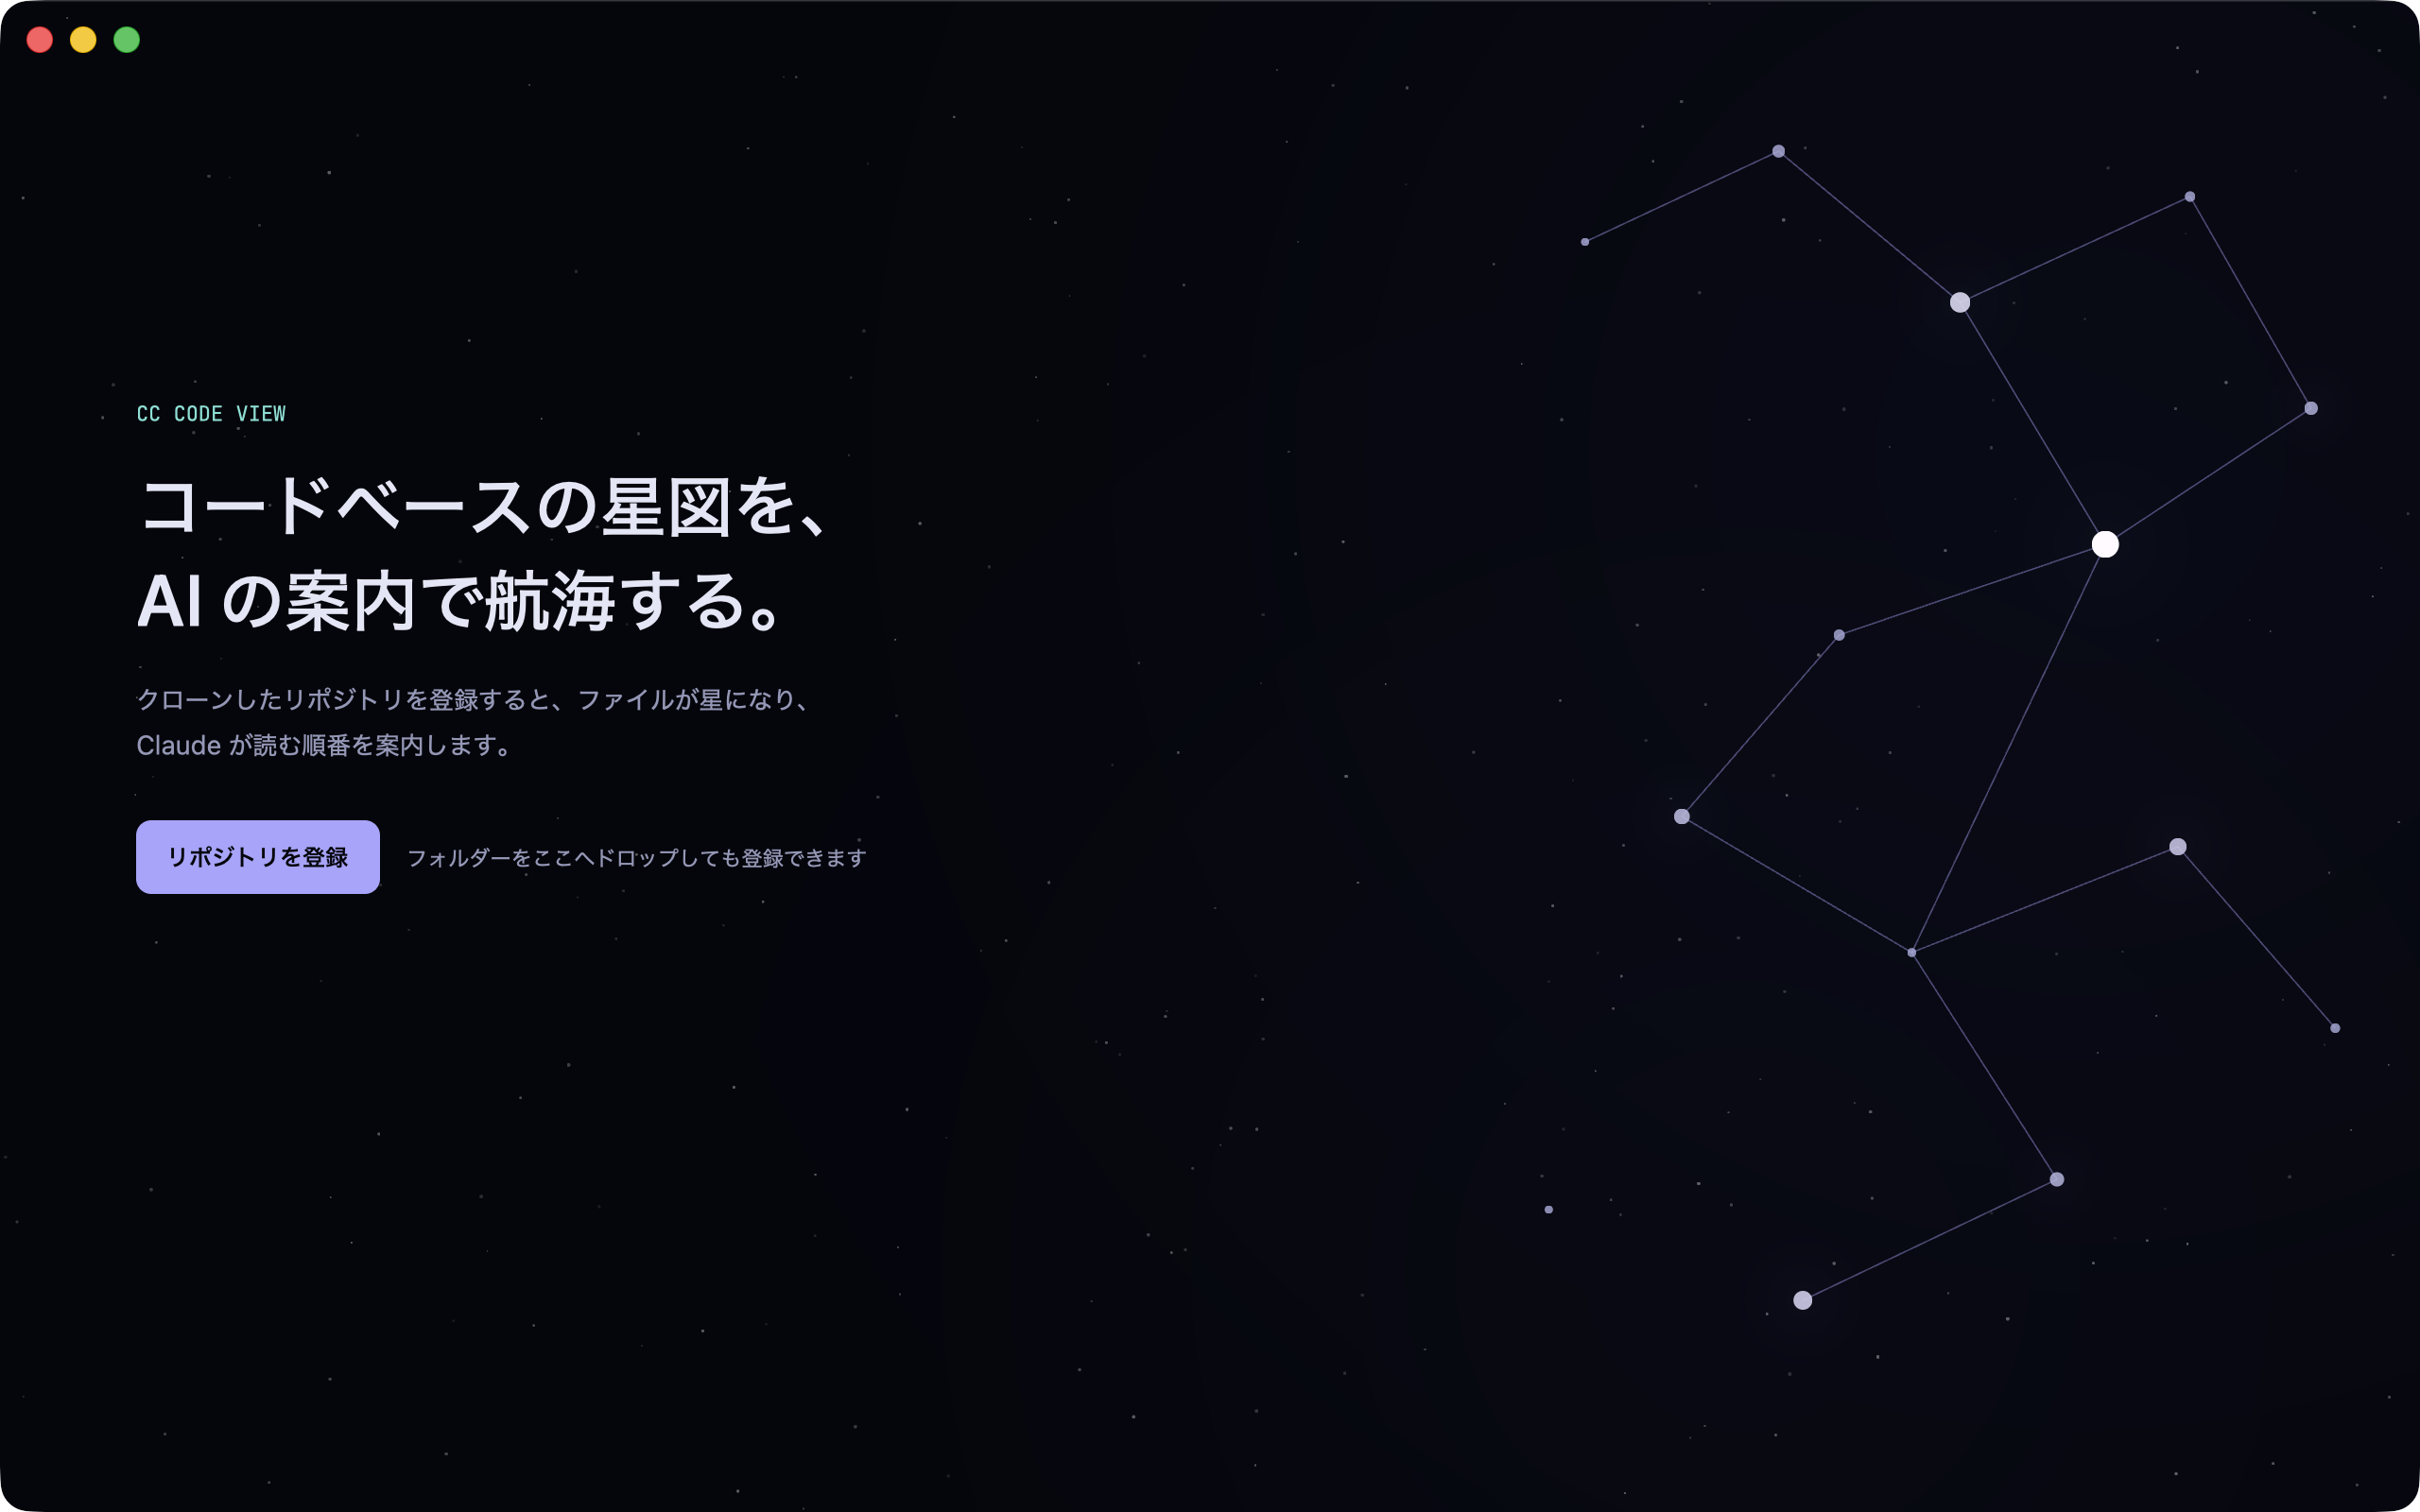 CC CODE VIEW
コードベースの星図を、
AI の案内で航海する。
クローンしたリポジトリを登録すると、ファイルが星になり、
Claude が読む順番を案内します。
リポジトリを登録
フォルダーをここへドロップしても登録できます